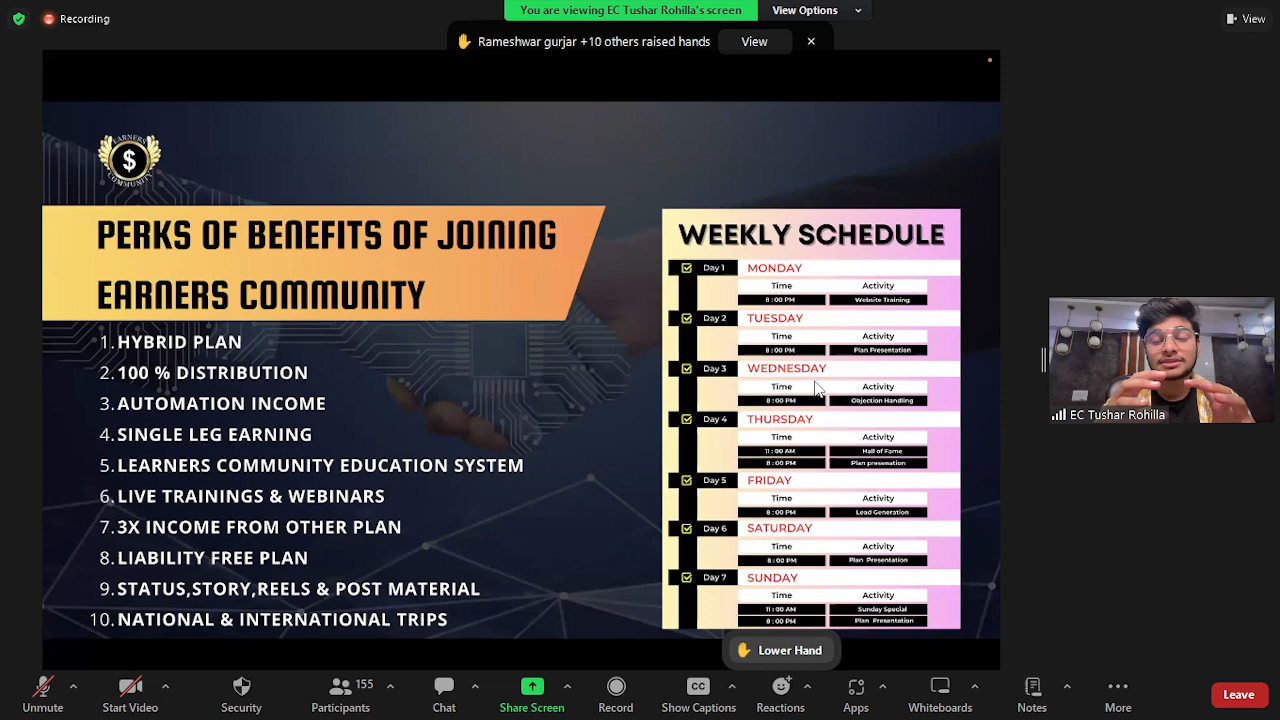 Recording
You are viewing EC Tushar Rohilla's screen
View Options
View
Rameshwar gurjar +10 others raised hands
View
EARNERS
$
COMMUNITY
PERKS OF BENEFITS OF JOINING
EARNERS COMMUNITY
1. HYBRID PLAN
2. 100 % DISTRIBUTION
3. AUTOMATION INCOME
4. SINGLE LEG EARNING
5. LEARNERS COMMUNITY EDUCATION SYSTEM
6. LIVE TRAININGS & WEBINARS
7. 3X INCOME FROM OTHER PLAN
8. LIABILITY FREE PLAN
9. STATUS,STORY,REELS & POST MATERIAL
10. NATIONAL & INTERNATIONAL TRIPS
WEEKLY SCHEDULE
Day 1 MONDAY
Time Activity
8 : 00 PM Website Training
Day 2 TUESDAY
Time Activity
8 : 00 PM Plan Presentation
Day 3 WEDNESDAY
Time Activity
8 : 00 PM Objection Handling
Day 4 THURSDAY
Time Activity
11 : 00 AM Hall of Fame
8 : 00 PM Plan presenation
Day 5 FRIDAY
Time Activity
8 : 00 PM Lead Generation
Day 6 SATURDAY
Time Activity
8 : 00 PM Plan Presentation
Day 7 SUNDAY
Time Activity
11 : 00 AM Sunday Special
8 : 00 PM Plan Presentation
EC Tushar Rohilla
Lower Hand
155
CC
Unmute
Start Video
Security
Participants
Chat
Share Screen
Record
Show Captions
Reactions
Apps
Whiteboards
Notes
More
Leave